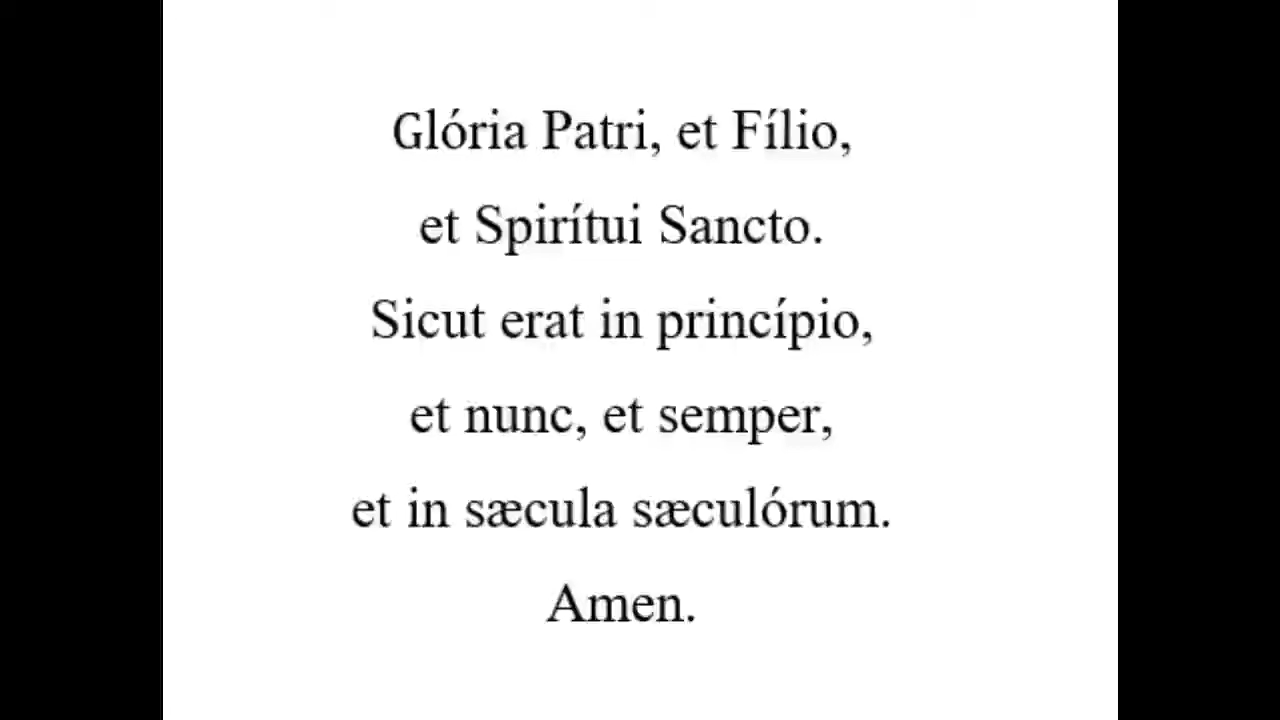 Glória Patri, et Fílio,
et Spirítui Sancto.
Sicut erat in princípio,
et nunc, et semper,
et in sæcula sæculórum.
Amen.